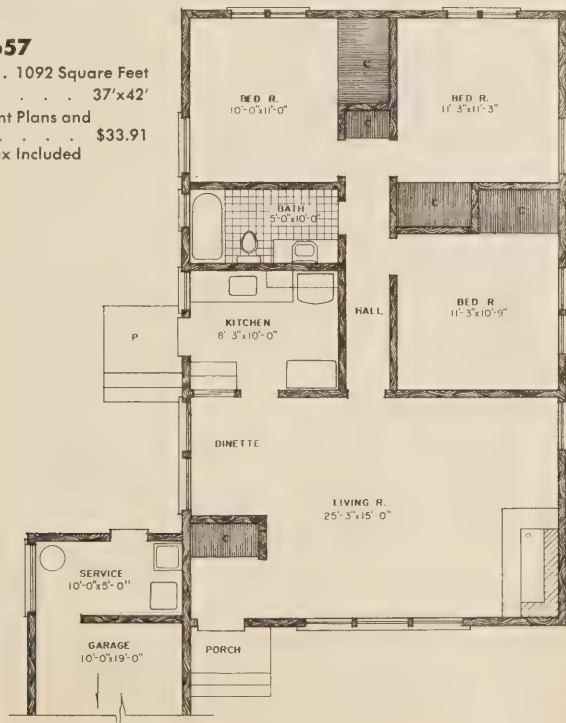 57
. 1092 Square Feet
. . . 37'x42'
nt Plans and
. . . . $33.91
x Included
BED R.
10'-0"x11'-0"
C
C
BED R.
11'-3"x11'-3"
BATH
5'-0"x10'-0"
C
C
KITCHEN
8'-3"x10'-0"
P
HALL
BED R
11'-3"x10'-9"
DINETTE
LIVING R.
25'-3"x15'-0"
C
SERVICE
10'-0"x5'-0"
GARAGE
10'-0"x19'-0"
PORCH